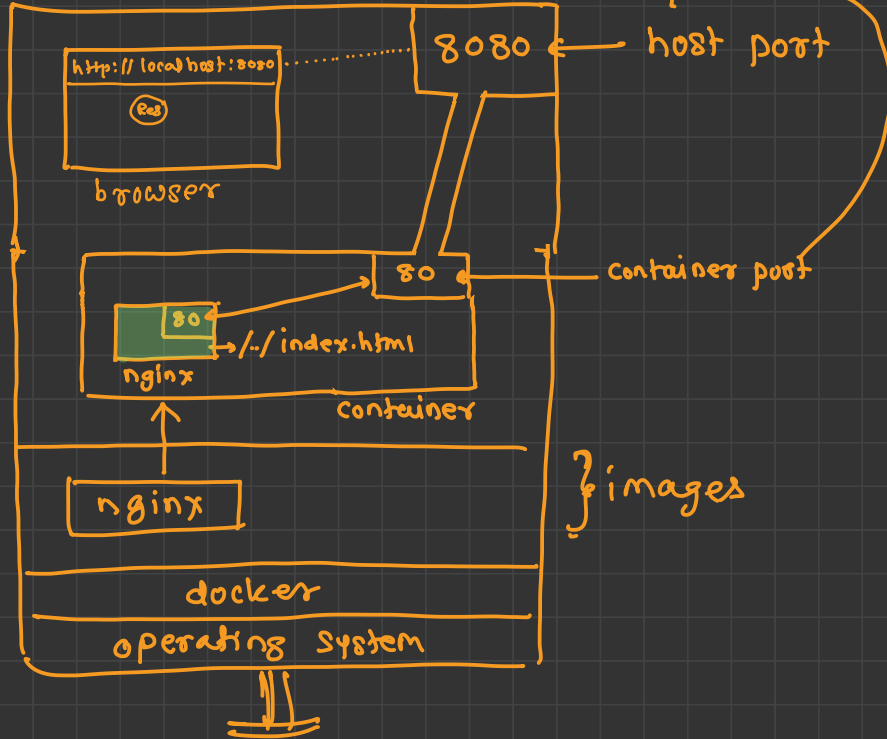 8080
host port
http://localhost:8080
Res
browser
80
container port
80
/../index.html
nginx
container
nginx
images
docker
operating system